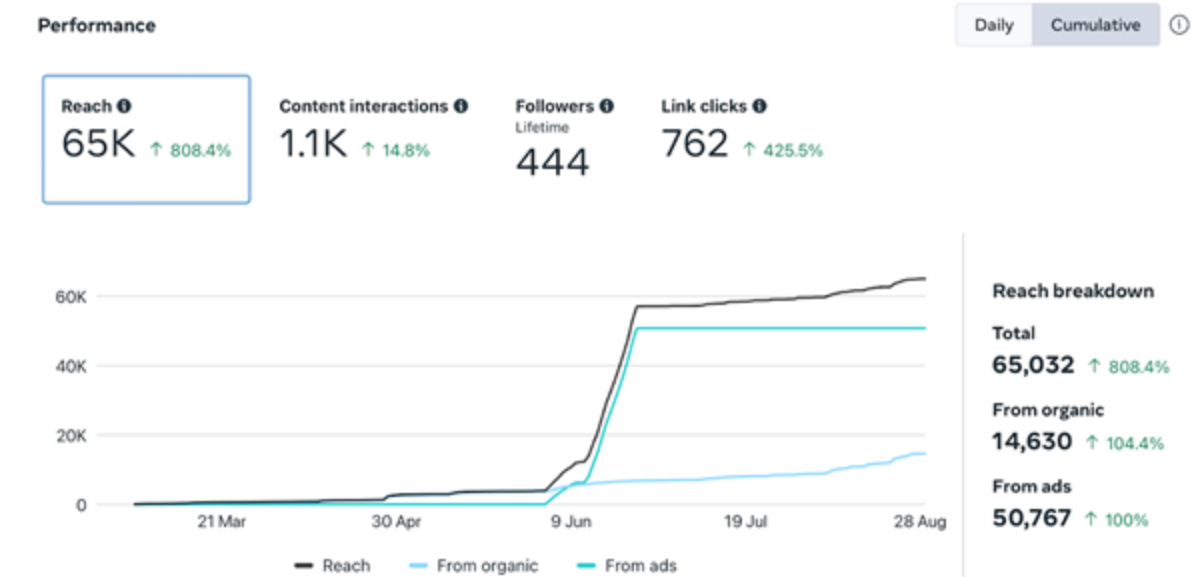 Performance
Daily Cumulative
Reach
65K ↑ 808.4%
Content interactions
1.1K ↑ 14.8%
Followers
Lifetime
444
Link clicks
762 ↑ 425.5%
60K
40K
20K
0
21 Mar 30 Apr 9 Jun 19 Jul 28 Aug
Reach From organic From ads
Reach breakdown
Total
65,032 ↑ 808.4%
From organic
14,630 ↑ 104.4%
From ads
50,767 ↑ 100%